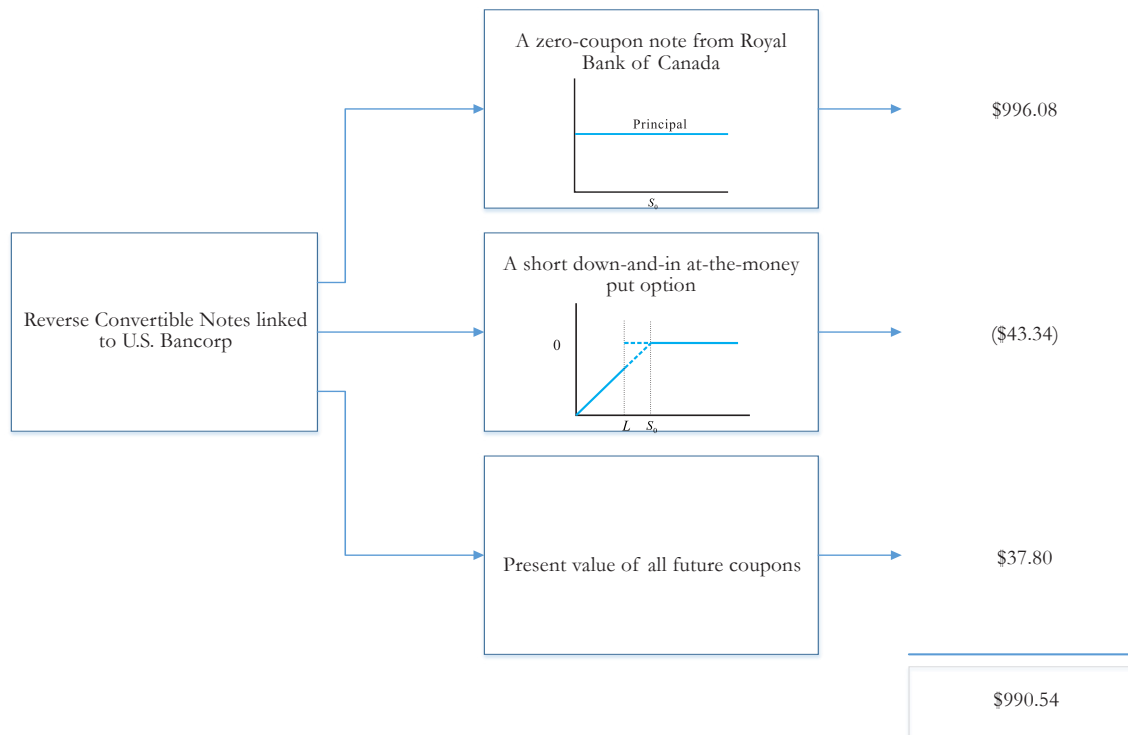 A zero-coupon note from Royal
Bank of Canada
Principal
S₀
$996.08
Reverse Convertible Notes linked
to U.S. Bancorp
A short down-and-in at-the-money
put option
0
L S₀
($43.34)
Present value of all future coupons
$37.80
$990.54